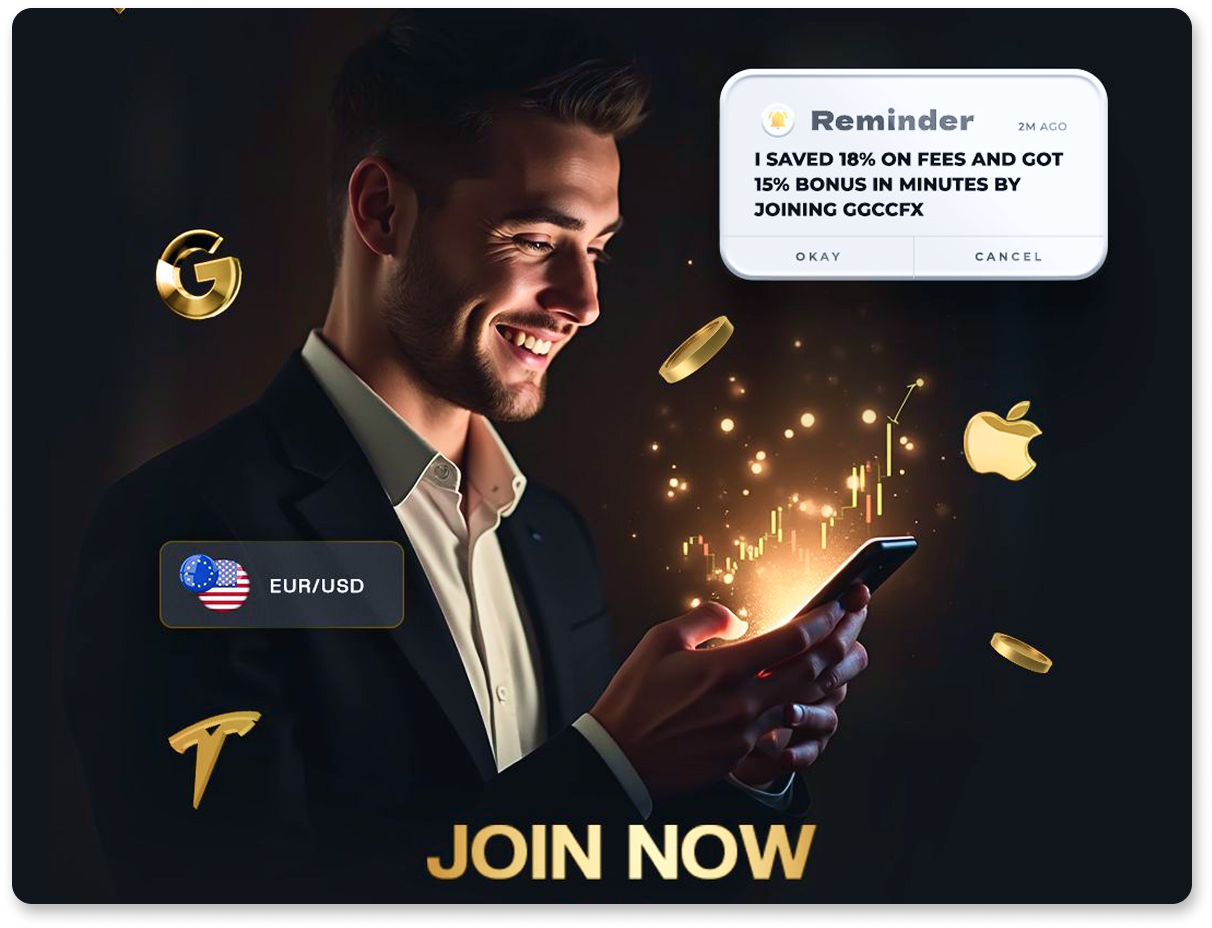 Reminder
2M AGO
I SAVED 18% ON FEES AND GOT
15% BONUS IN MINUTES BY
JOINING GGCCFX
OKAY
CANCEL
EUR/USD
JOIN NOW